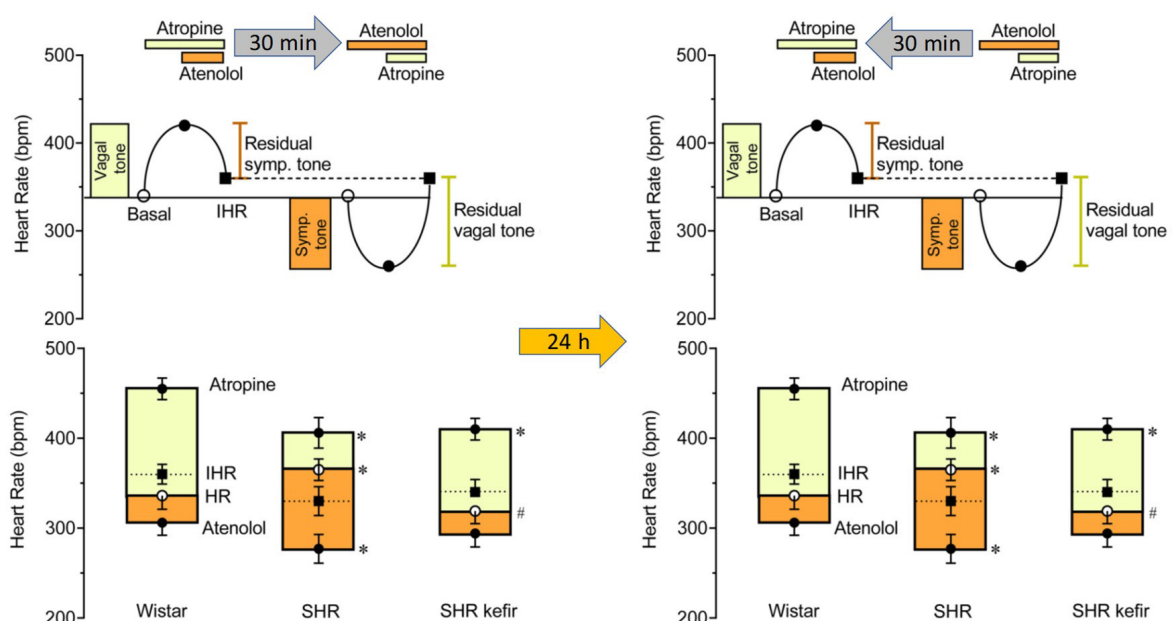 Atropine
30 min
Atenolol
Atenolol
Atropine
500
400
300
200
Heart Rate (bpm)
Vagal
tone
Basal
IHR
Residual
symp. tone
Symp.
tone
Residual
vagal tone
Atropine
30 min
Atenolol
Atenolol
Atropine
500
400
300
200
Heart Rate (bpm)
Vagal
tone
Basal
IHR
Residual
symp. tone
Symp.
tone
Residual
vagal tone
24 h
500
400
300
200
Heart Rate (bpm)
Atropine
IHR
HR
Atenolol
*
*
*
*
#
Wistar
SHR
SHR kefir
500
400
300
200
Heart Rate (bpm)
Atropine
IHR
HR
Atenolol
*
*
*
*
#
Wistar
SHR
SHR kefir